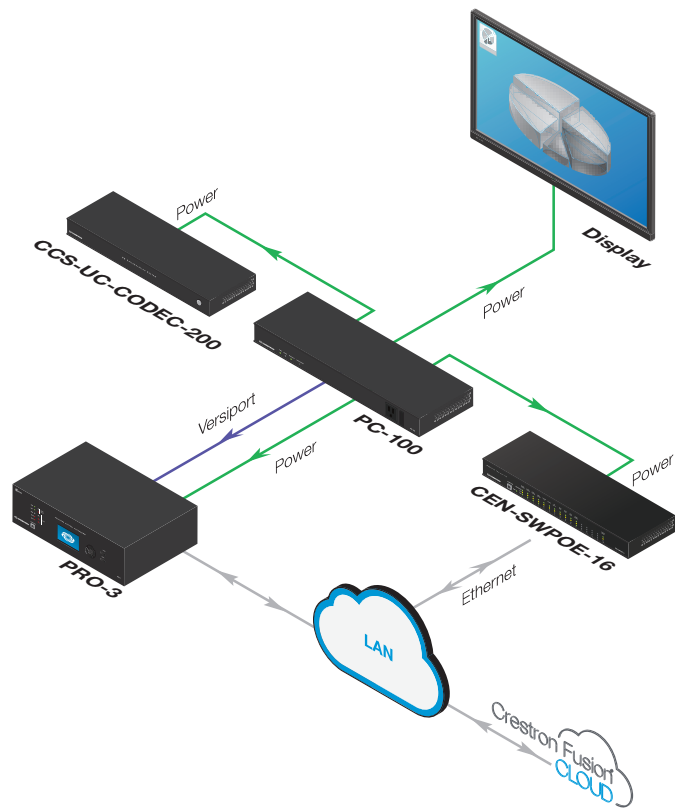 Display
Power
CCS-UC-CODEC-200
Power
PC-100
Versiport
Power
Power
CEN-SWPOE-16
PRO-3
Ethernet
LAN
Crestron Fusion
CLOUD